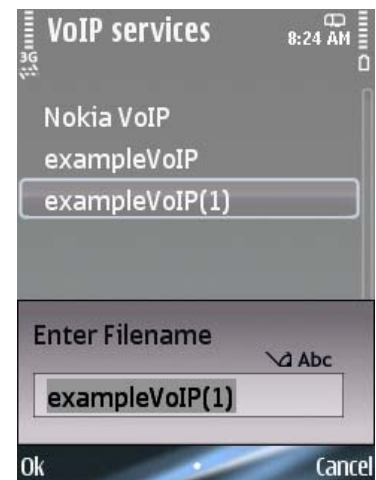 VoIP services
8:24 AM
3G
Nokia VoIP
exampleVoIP
exampleVoIP(1)
Enter Filename
Abc
exampleVoIP(1)
Ok Cancel